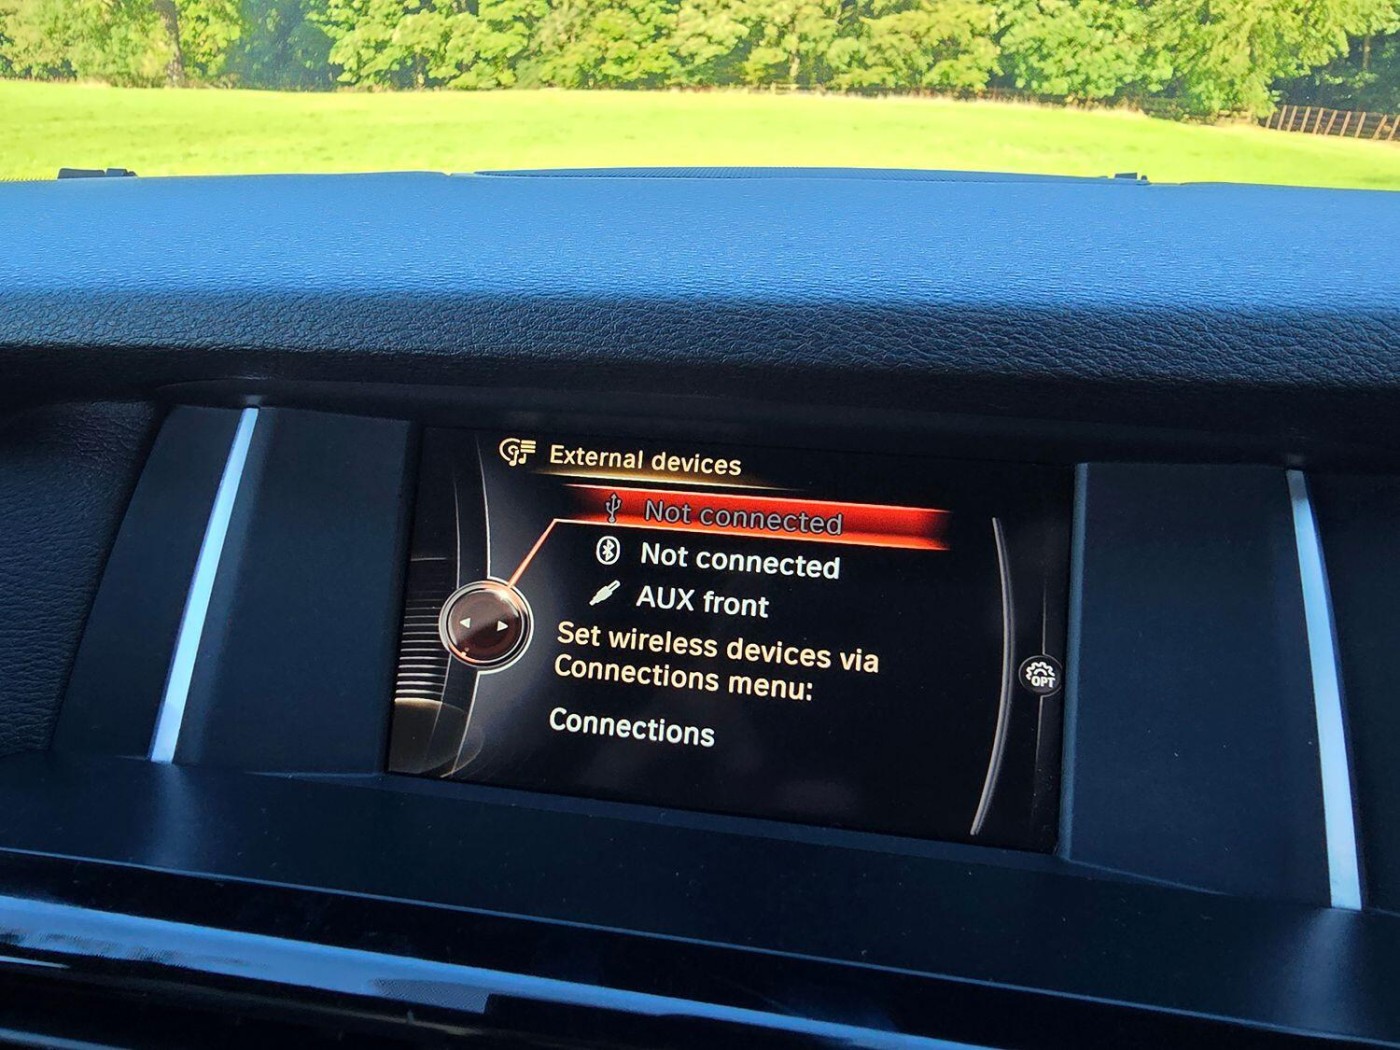 External devices
Not connected
Not connected
AUX front
Set wireless devices via
Connections menu:
Connections
OPT